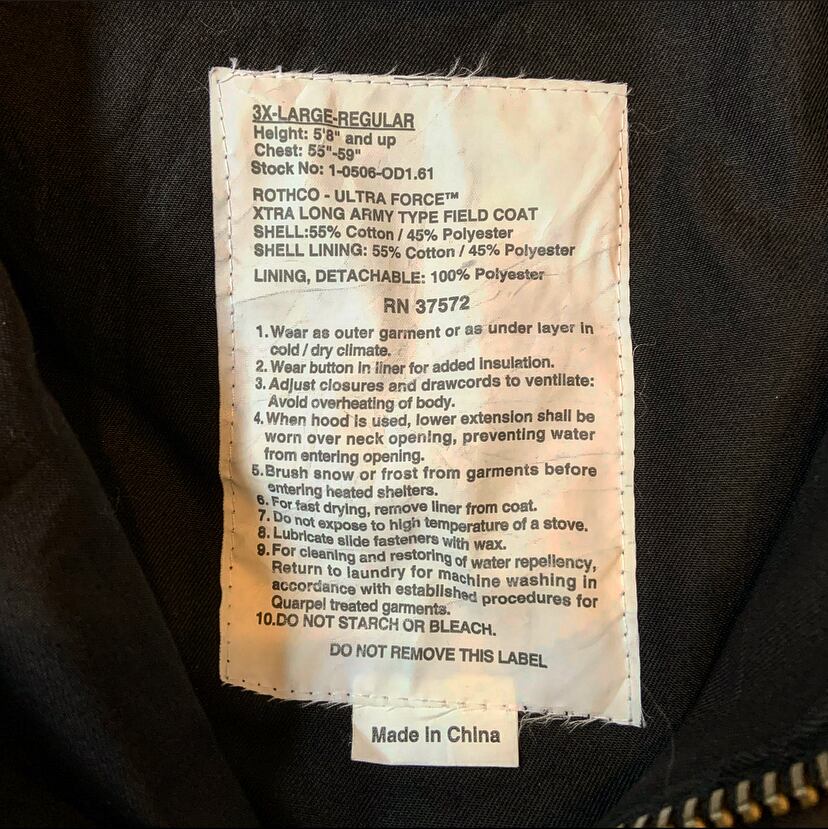 3X-LARGE-REGULAR
Height: 5'8" and up
Chest: 55"-59"
Stock No: 1-0506-OD1.61
ROTHCO - ULTRA FORCE™
XTRA LONG ARMY TYPE FIELD COAT
SHELL:55% Cotton / 45% Polyester
SHELL LINING: 55% Cotton / 45% Polyester
LINING, DETACHABLE: 100% Polyester
RN 37572
1. Wear as outer garment or as under layer in
cold / dry climate.
2. Wear button in liner for added insulation.
3. Adjust closures and drawcords to ventilate:
Avoid overheating of body.
4. When hood is used, lower extension shall be
worn over neck opening, preventing water
from entering opening.
5. Brush snow or frost from garments before
entering heated shelters.
6. For fast drying, remove liner from coat.
7. Do not expose to high temperature of a stove.
8. Lubricate slide fasteners with wax.
9. For cleaning and restoring of water repellency,
Return to laundry for machine washing in
accordance with established procedures for
Quarpel treated garments.
10.DO NOT STARCH OR BLEACH.
DO NOT REMOVE THIS LABEL
Made in China